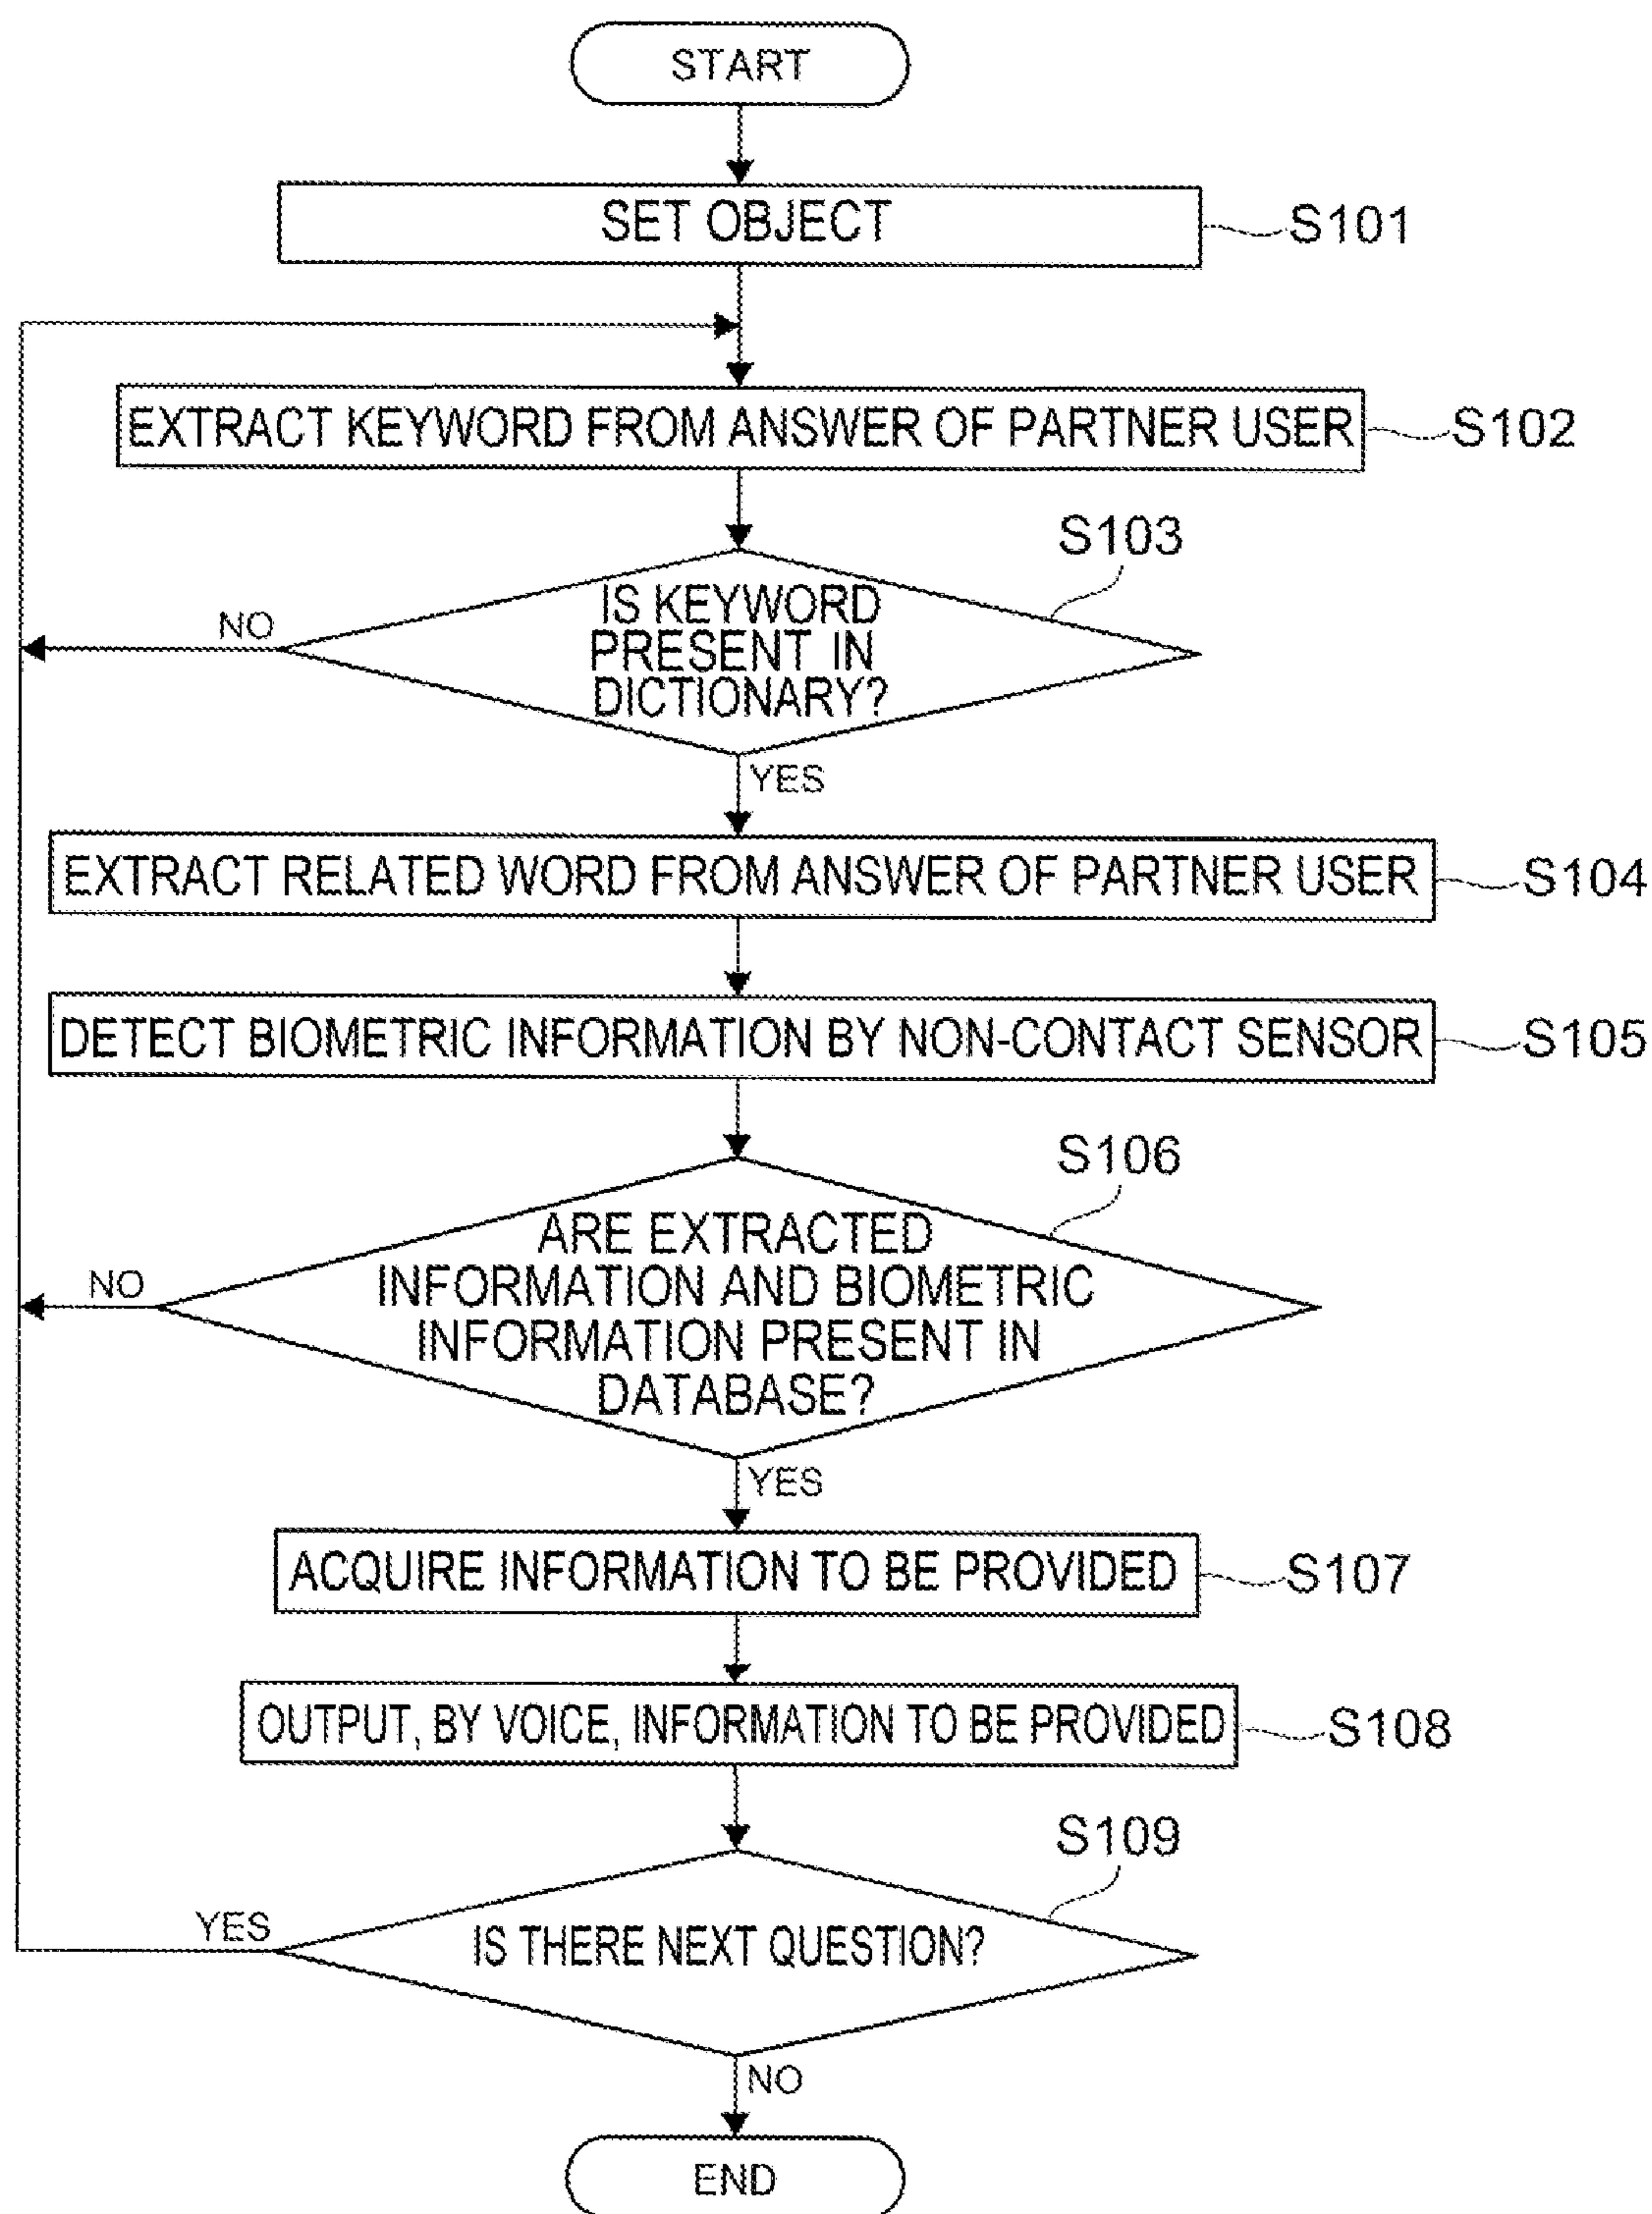 START
SET OBJECT
S101
EXTRACT KEYWORD FROM ANSWER OF PARTNER USER
S102
S103
IS KEYWORD
PRESENT IN
DICTIONARY?
NO
YES
EXTRACT RELATED WORD FROM ANSWER OF PARTNER USER
S104
DETECT BIOMETRIC INFORMATION BY NON-CONTACT SENSOR
S105
S106
ARE EXTRACTED
INFORMATION AND BIOMETRIC
INFORMATION PRESENT IN
DATABASE?
NO
YES
ACQUIRE INFORMATION TO BE PROVIDED
S107
OUTPUT, BY VOICE, INFORMATION TO BE PROVIDED
S108
S109
IS THERE NEXT QUESTION?
YES
NO
END